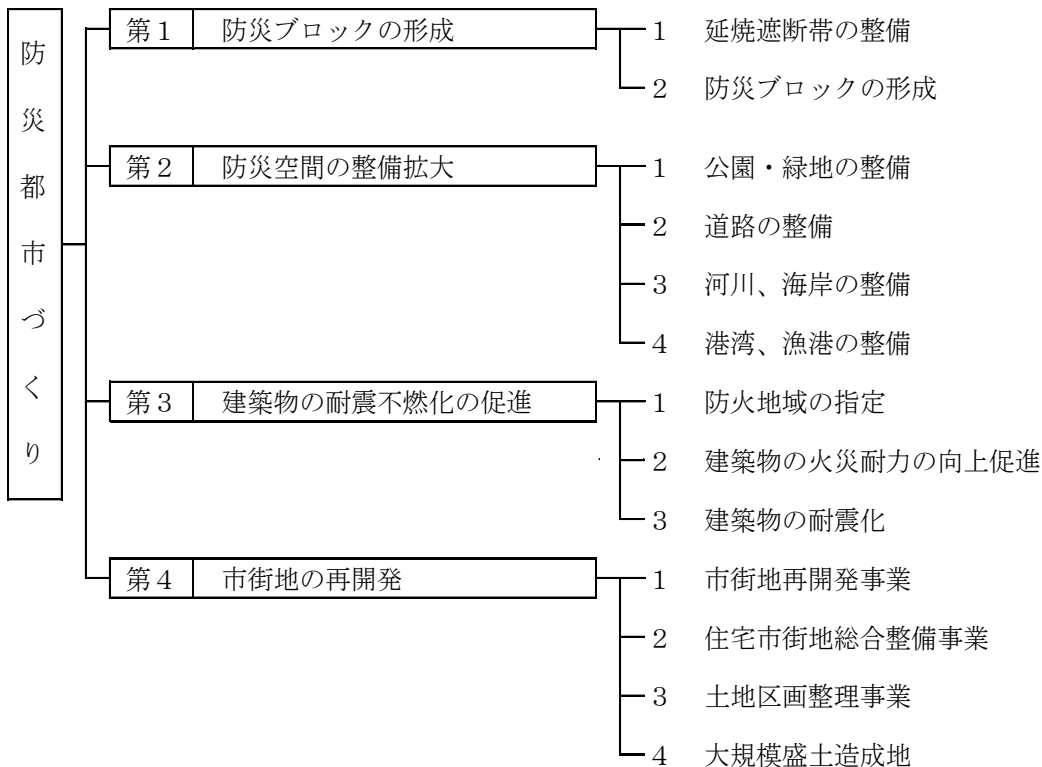 防災都市づくり
第１ 防災ブロックの形成
１ 延焼遮断帯の整備
２ 防災ブロックの形成
第２ 防災空間の整備拡大
１ 公園・緑地の整備
２ 道路の整備
３ 河川、海岸の整備
４ 港湾、漁港の整備
第３ 建築物の耐震不燃化の促進
１ 防火地域の指定
２ 建築物の火災耐力の向上促進
３ 建築物の耐震化
第４ 市街地の再開発
１ 市街地再開発事業
２ 住宅市街地総合整備事業
３ 土地区画整理事業
４ 大規模盛土造成地